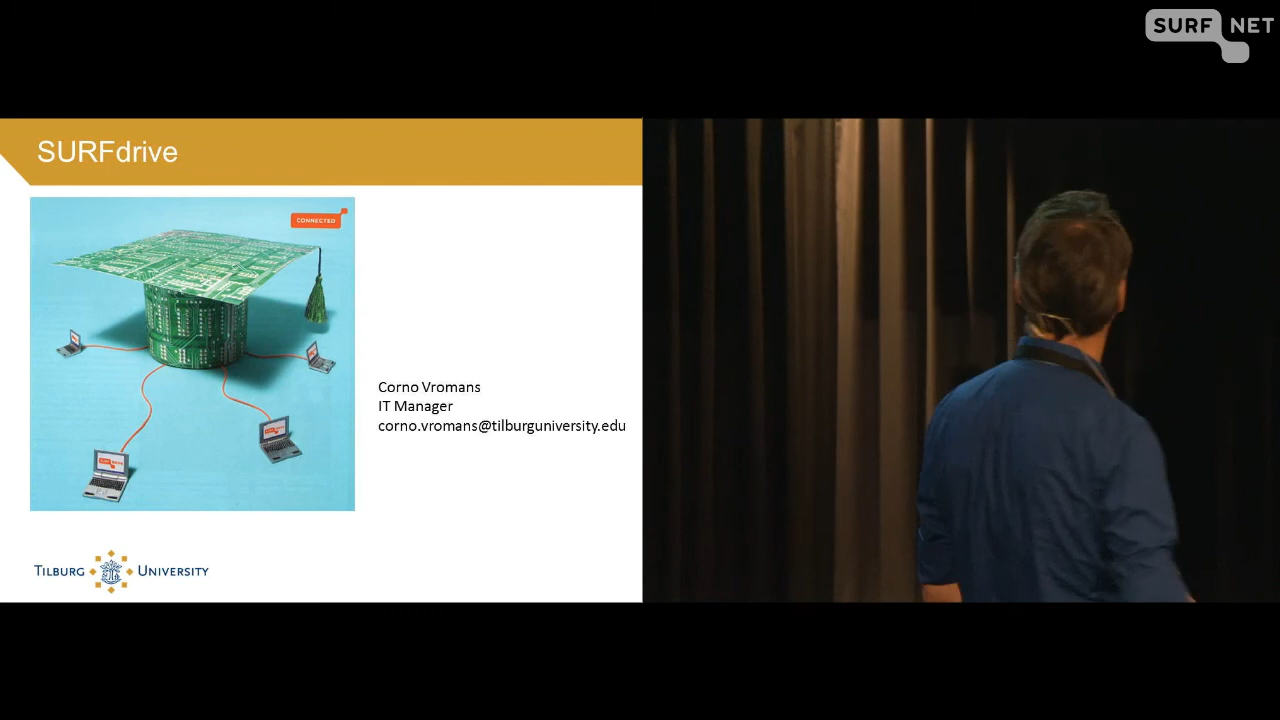 SURF NET
SURFdrive
CONNECTED
Corno Vromans
IT Manager
corno.vromans@tilburguniversity.edu
TILBURG UNIVERSITY